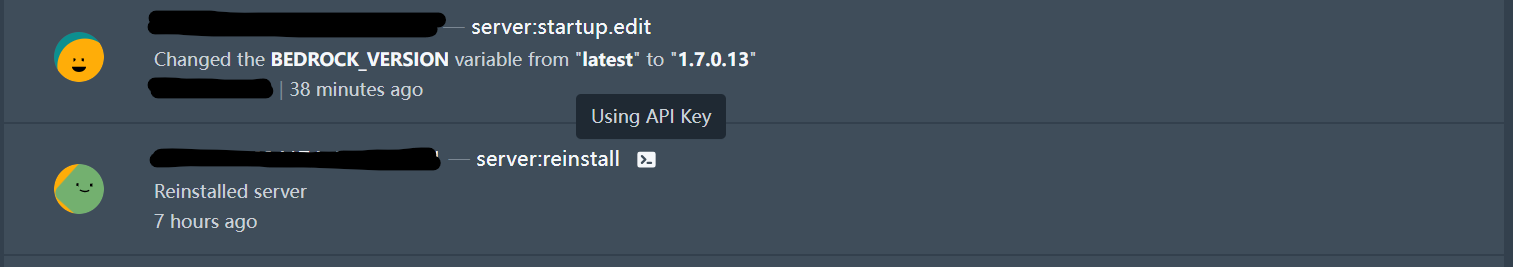 — server:startup.edit
Changed the BEDROCK_VERSION variable from "latest" to "1.7.0.13"
| 38 minutes ago
Using API Key
— server:reinstall
Reinstalled server
7 hours ago